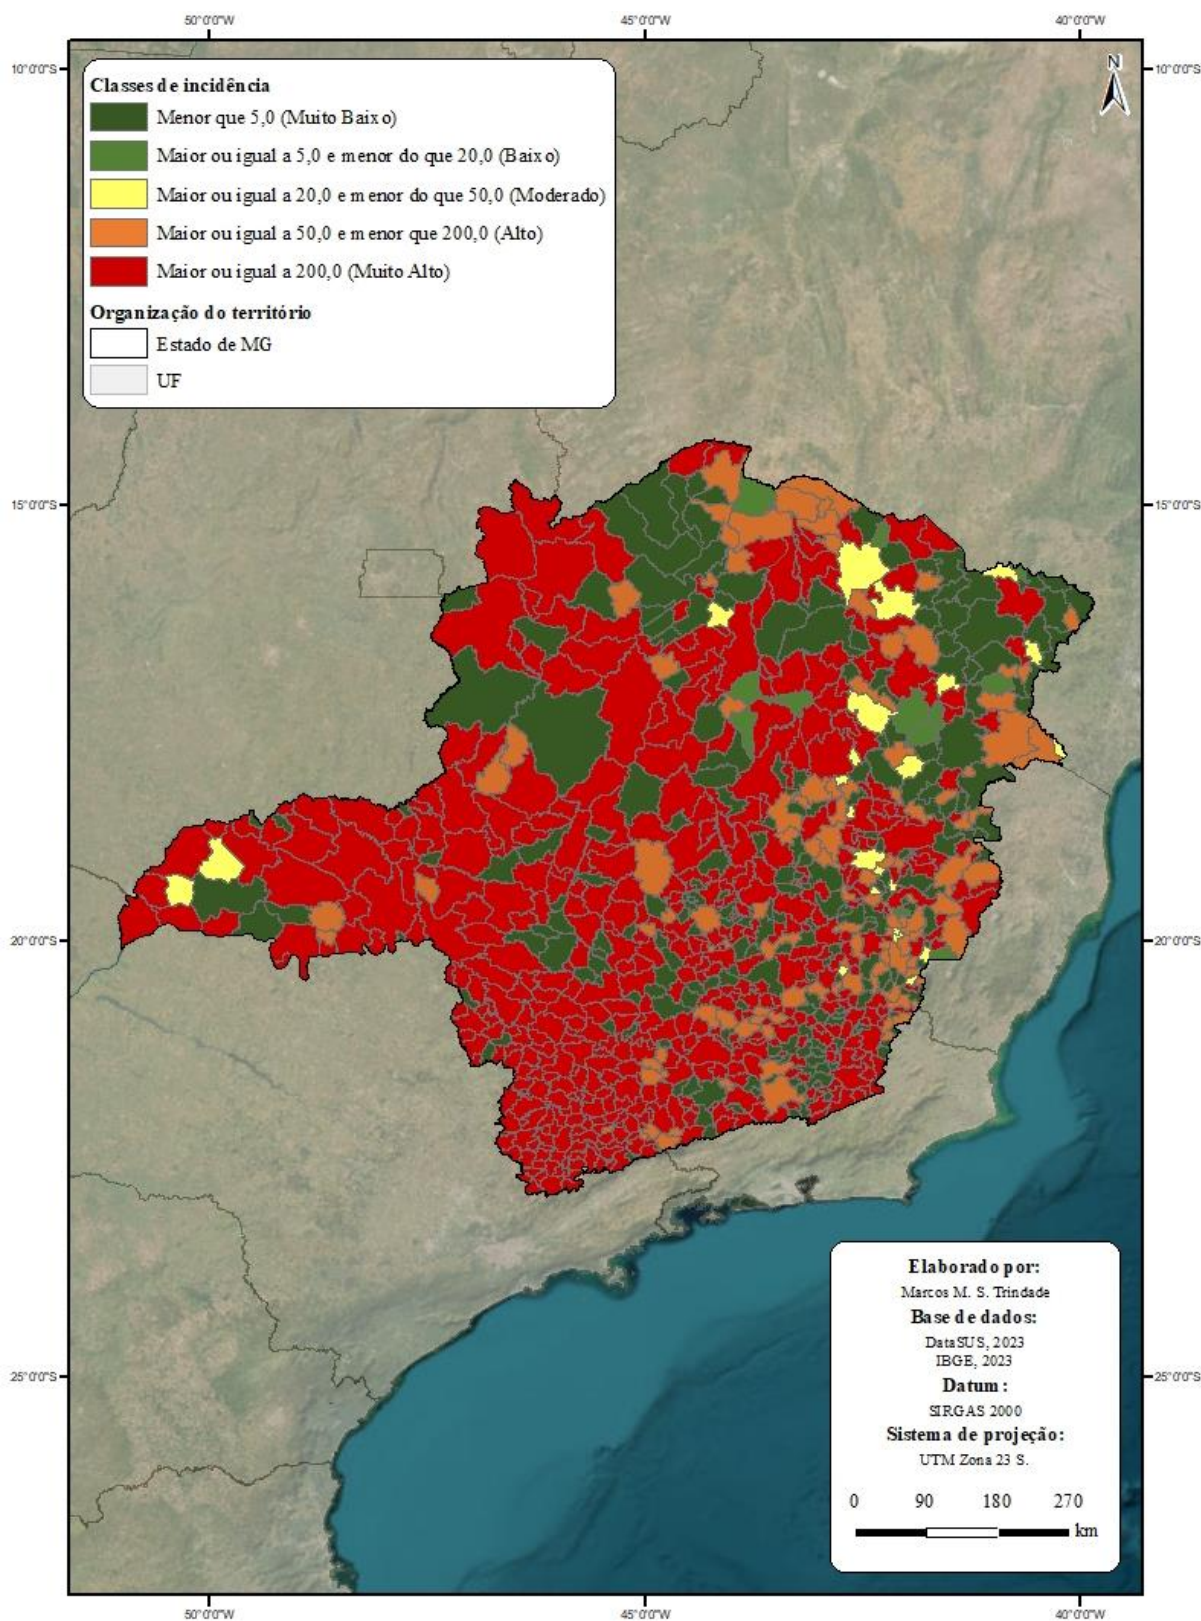 50°0'0"W 45°0'0"W 40°0'0"W
10°0'0"S 10°0'0"S
N
Classes de incidência
Menor que 5,0 (Muito Baixo)
Maior ou igual a 5,0 e menor do que 20,0 (Baixo)
Maior ou igual a 20,0 e menor do que 50,0 (Moderado)
Maior ou igual a 50,0 e menor que 200,0 (Alto)
Maior ou igual a 200,0 (Muito Alto)
Organização do território
Estado de MG
UF
15°0'0"S 15°0'0"S
20°0'0"S 20°0'0"S
Elaborado por:
Marcos M. S. Trindade
Base de dados:
DataSUS, 2023
IBGE, 2023
Datum :
SIRGAS 2000
Sistema de projeção:
UTM Zona 23 S.
0 90 180 270
km
25°0'0"S 25°0'0"S
50°0'0"W 45°0'0"W 40°0'0"W